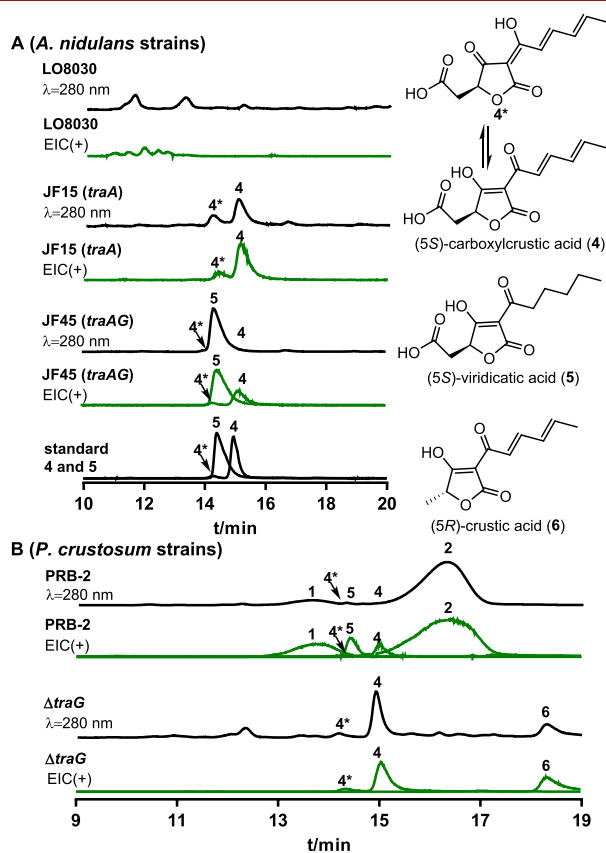 A (A. nidulans strains)
LO8030
λ=280 nm
LO8030
EIC(+)
JF15 (traA)
λ=280 nm
4*
4
JF15 (traA)
EIC(+)
4*
4
JF45 (traAG)
λ=280 nm
4*
5
4
JF45 (traAG)
EIC(+)
4*
5
4
standard
4 and 5
4*
5
4
10 12 14 16 18 20
t/min
OH
O
O
HO
O
O
4*
O
HO
O
HO
O
O
(5S)-carboxylcrustic acid (4)
O
HO
O
HO
O
O
(5S)-viridicatic acid (5)
O
HO
O
O
(5R)-crustic acid (6)
B (P. crustosum strains)
PRB-2
λ=280 nm
1
4*
5
4
2
PRB-2
EIC(+)
1
4*
5
4
2
ΔtraG
λ=280 nm
4*
4
6
ΔtraG
EIC(+)
4*
4
6
9 11 13 15 17 19
t/min